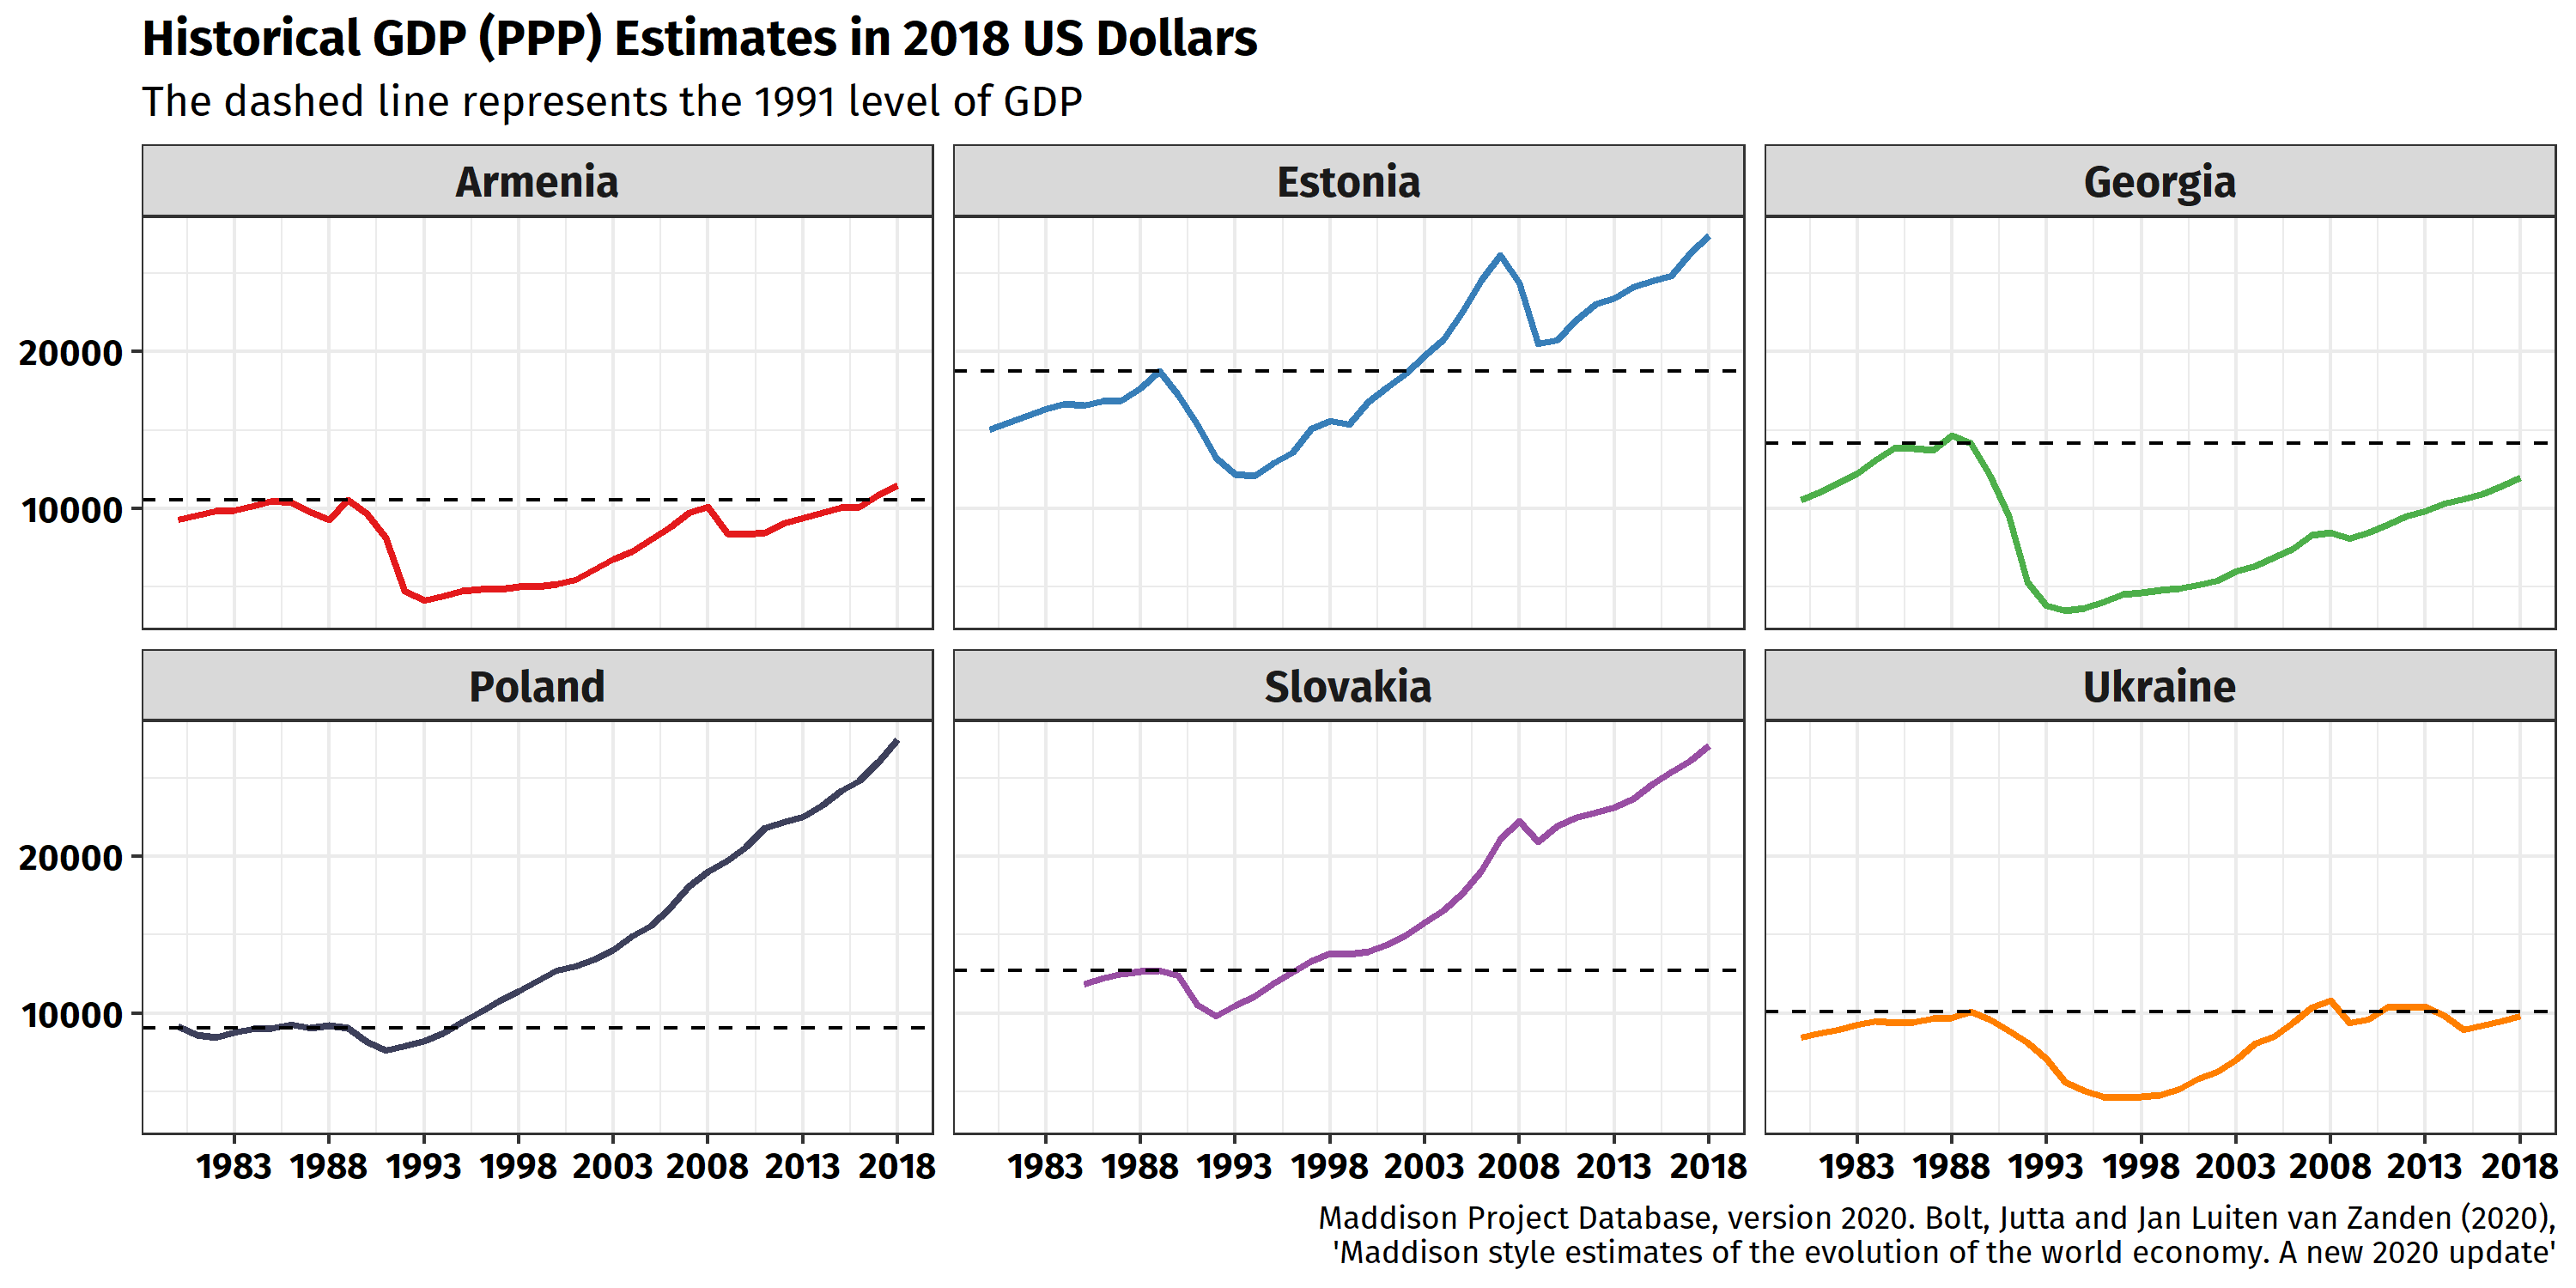 Historical GDP (PPP) Estimates in 2018 US Dollars
The dashed line represents the 1991 level of GDP
Armenia
Estonia
Georgia
20000
10000
Poland
Slovakia
Ukraine
20000
10000
1983 1988 1993 1998 2003 2008 2013 2018
1983 1988 1993 1998 2003 2008 2013 2018
1983 1988 1993 1998 2003 2008 2013 2018
Maddison Project Database, version 2020. Bolt, Jutta and Jan Luiten van Zanden (2020),
'Maddison style estimates of the evolution of the world economy. A new 2020 update'